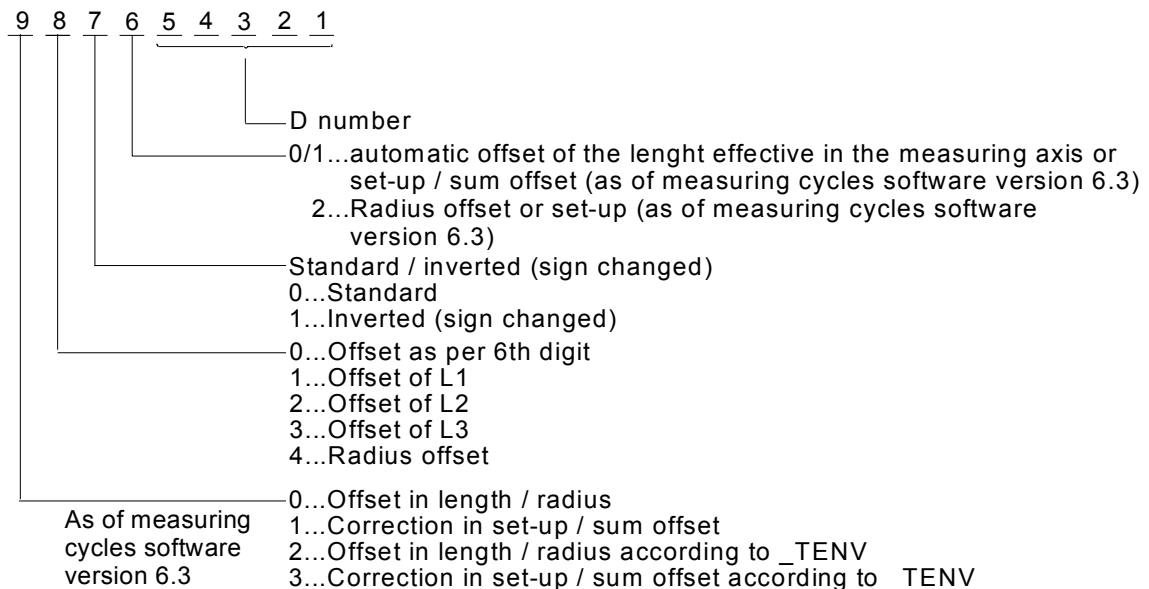 9 8 7 6 5 4 3 2 1
D number
0/1...automatic offset of the lenght effective in the measuring axis or
set-up / sum offset (as of measuring cycles software version 6.3)
2...Radius offset or set-up (as of measuring cycles software
version 6.3)
Standard / inverted (sign changed)
0...Standard
1...Inverted (sign changed)
0...Offset as per 6th digit
1...Offset of L1
2...Offset of L2
3...Offset of L3
4...Radius offset
0...Offset in length / radius
1...Correction in set-up / sum offset
2...Offset in length / radius according to _TENV
3...Correction in set-up / sum offset according to TENV
As of measuring
cycles software
version 6.3